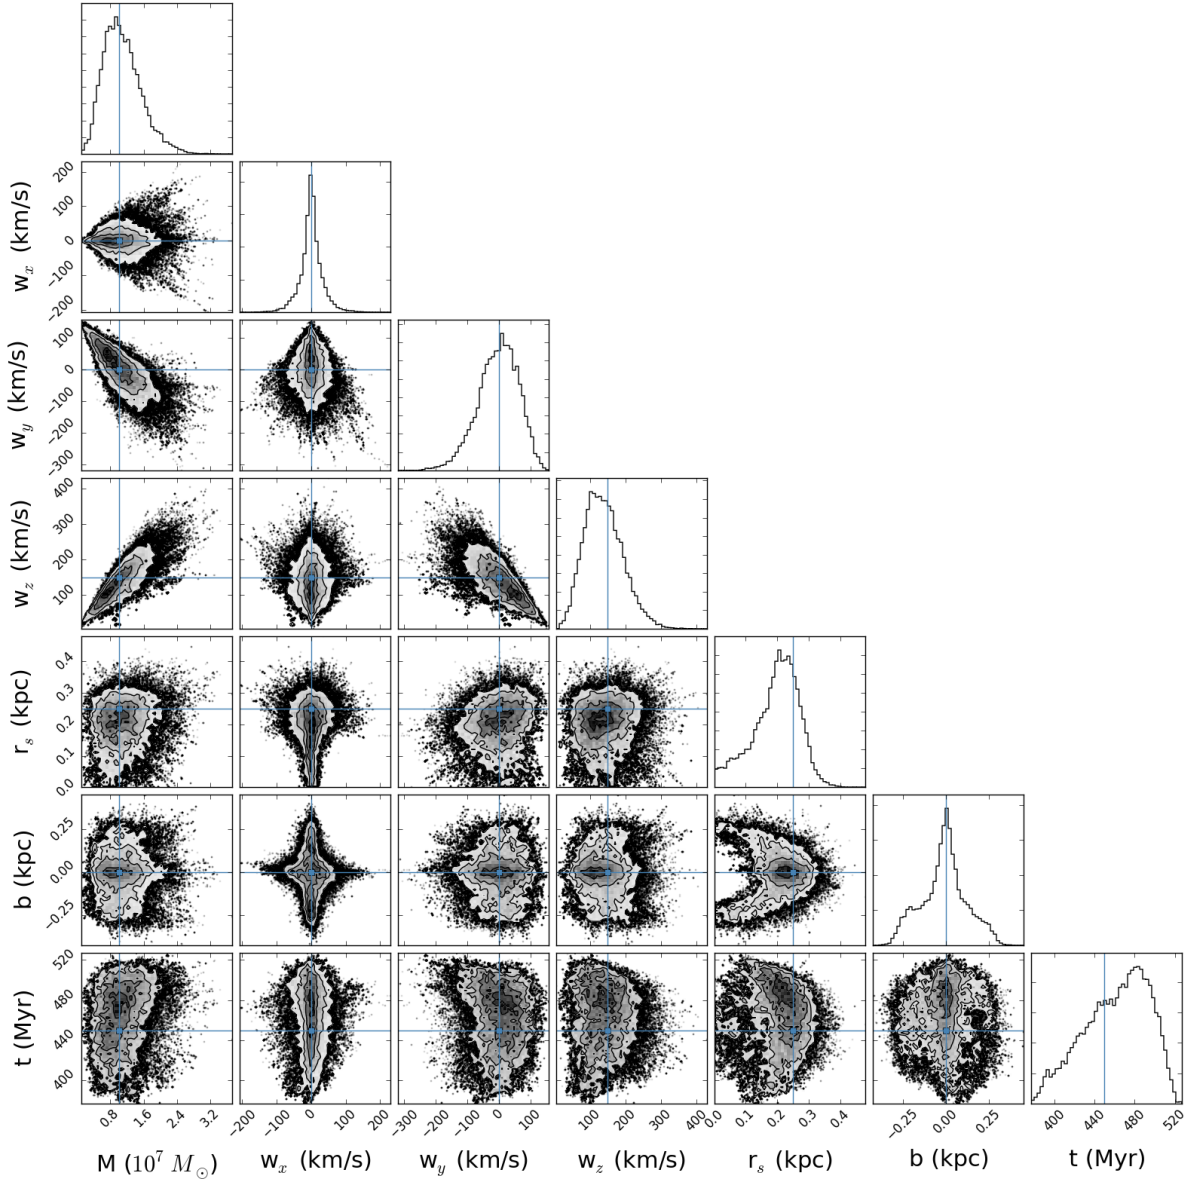 w_x (km/s)
200
100
0
−100
−200
w_y (km/s)
100
0
−100
−200
−300
w_z (km/s)
400
300
200
100
r_s (kpc)
0.4
0.3
0.2
0.1
0.0
b (kpc)
0.25
0.00
−0.25
t (Myr)
520
480
440
400
0.8 1.6 2.4 3.2
−200 −100 0 100 200
−300 −200 −100 0 100
100 200 300 400
0.0 0.1 0.2 0.3 0.4
−0.25 0.00 0.25
400 440 480 520
M (10^7 M_⊙) w_x (km/s) w_y (km/s) w_z (km/s) r_s (kpc) b (kpc) t (Myr)